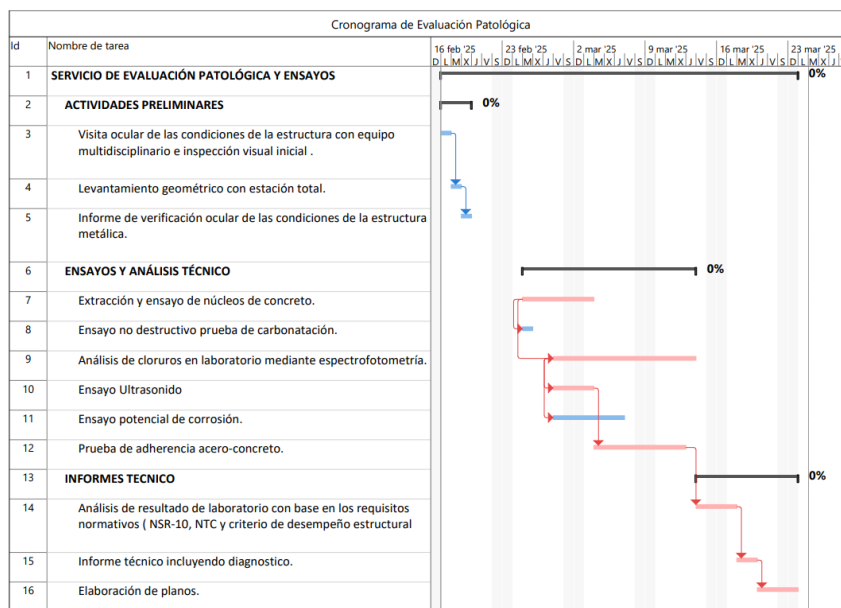 Cronograma de Evaluación Patológica
Id Nombre de tarea
16 feb '25 23 feb '25 2 mar '25 9 mar '25 16 mar '25 23 mar '25
D L M X J V S D L M X J V S D L M X J V S D L M X J V S D L M X J V S D L M X J
1 SERVICIO DE EVALUACIÓN PATOLÓGICA Y ENSAYOS 0%
2 ACTIVIDADES PRELIMINARES 0%
3 Visita ocular de las condiciones de la estructura con equipo
multidisciplinario e inspección visual inicial .
4 Levantamiento geométrico con estación total.
5 Informe de verificación ocular de las condiciones de la estructura
metálica.
6 ENSAYOS Y ANÁLISIS TÉCNICO 0%
7 Extracción y ensayo de núcleos de concreto.
8 Ensayo no destructivo prueba de carbonatación.
9 Análisis de cloruros en laboratorio mediante espectrofotometría.
10 Ensayo Ultrasonido
11 Ensayo potencial de corrosión.
12 Prueba de adherencia acero-concreto.
13 INFORMES TECNICO 0%
14 Análisis de resultado de laboratorio con base en los requisitos
normativos ( NSR-10, NTC y criterio de desempeño estructural
15 Informe técnico incluyendo diagnostico.
16 Elaboración de planos.